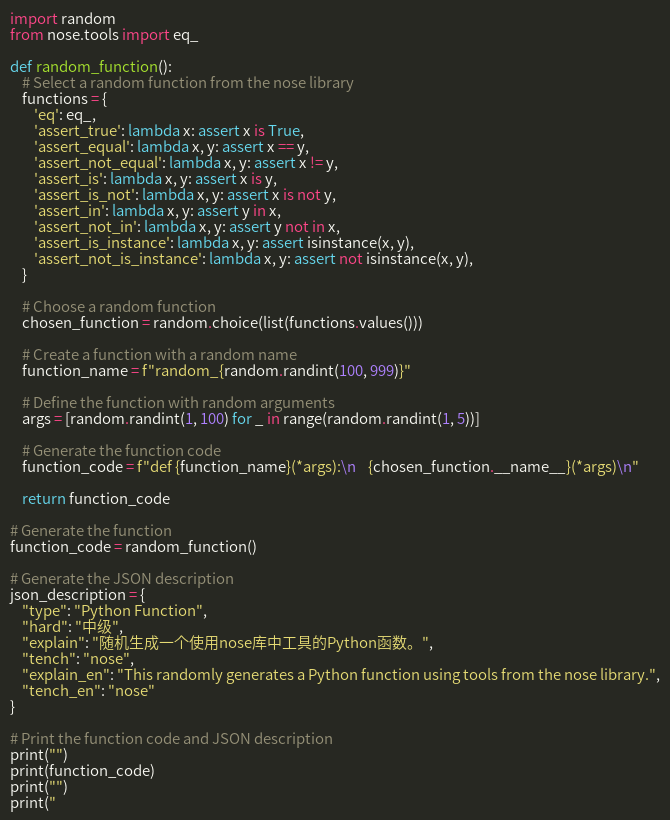 import random
from nose.tools import eq_
def random_function():
# Select a random function from the nose library
functions = {
'eq': eq_,
'assert_true': lambda x: assert x is True,
'assert_equal': lambda x, y: assert x == y,
'assert_not_equal': lambda x, y: assert x != y,
'assert_is': lambda x, y: assert x is y,
'assert_is_not': lambda x, y: assert x is not y,
'assert_in': lambda x, y: assert y in x,
'assert_not_in': lambda x, y: assert y not in x,
'assert_is_instance': lambda x, y: assert isinstance(x, y),
'assert_not_is_instance': lambda x, y: assert not isinstance(x, y),
}
# Choose a random function
chosen_function = random.choice(list(functions.values()))
# Create a function with a random name
function_name = f"random_{random.randint(100, 999)}"
# Define the function with random arguments
args = [random.randint(1, 100) for _ in range(random.randint(1, 5))]
# Generate the function code
function_code = f"def {function_name}(*args):\n    {chosen_function.__name__}(*args)\n"
return function_code
# Generate the function
function_code = random_function()
# Generate the JSON description
json_description = {
"type": "Python Function",
"hard": "中级",
"explain": "随机生成一个使用nose库中工具的Python函数。",
"tench": "nose",
"explain_en": "This randomly generates a Python function using tools from the nose library.",
"tench_en": "nose"
}
# Print the function code and JSON description
print("")
print(function_code)
print("")
print("